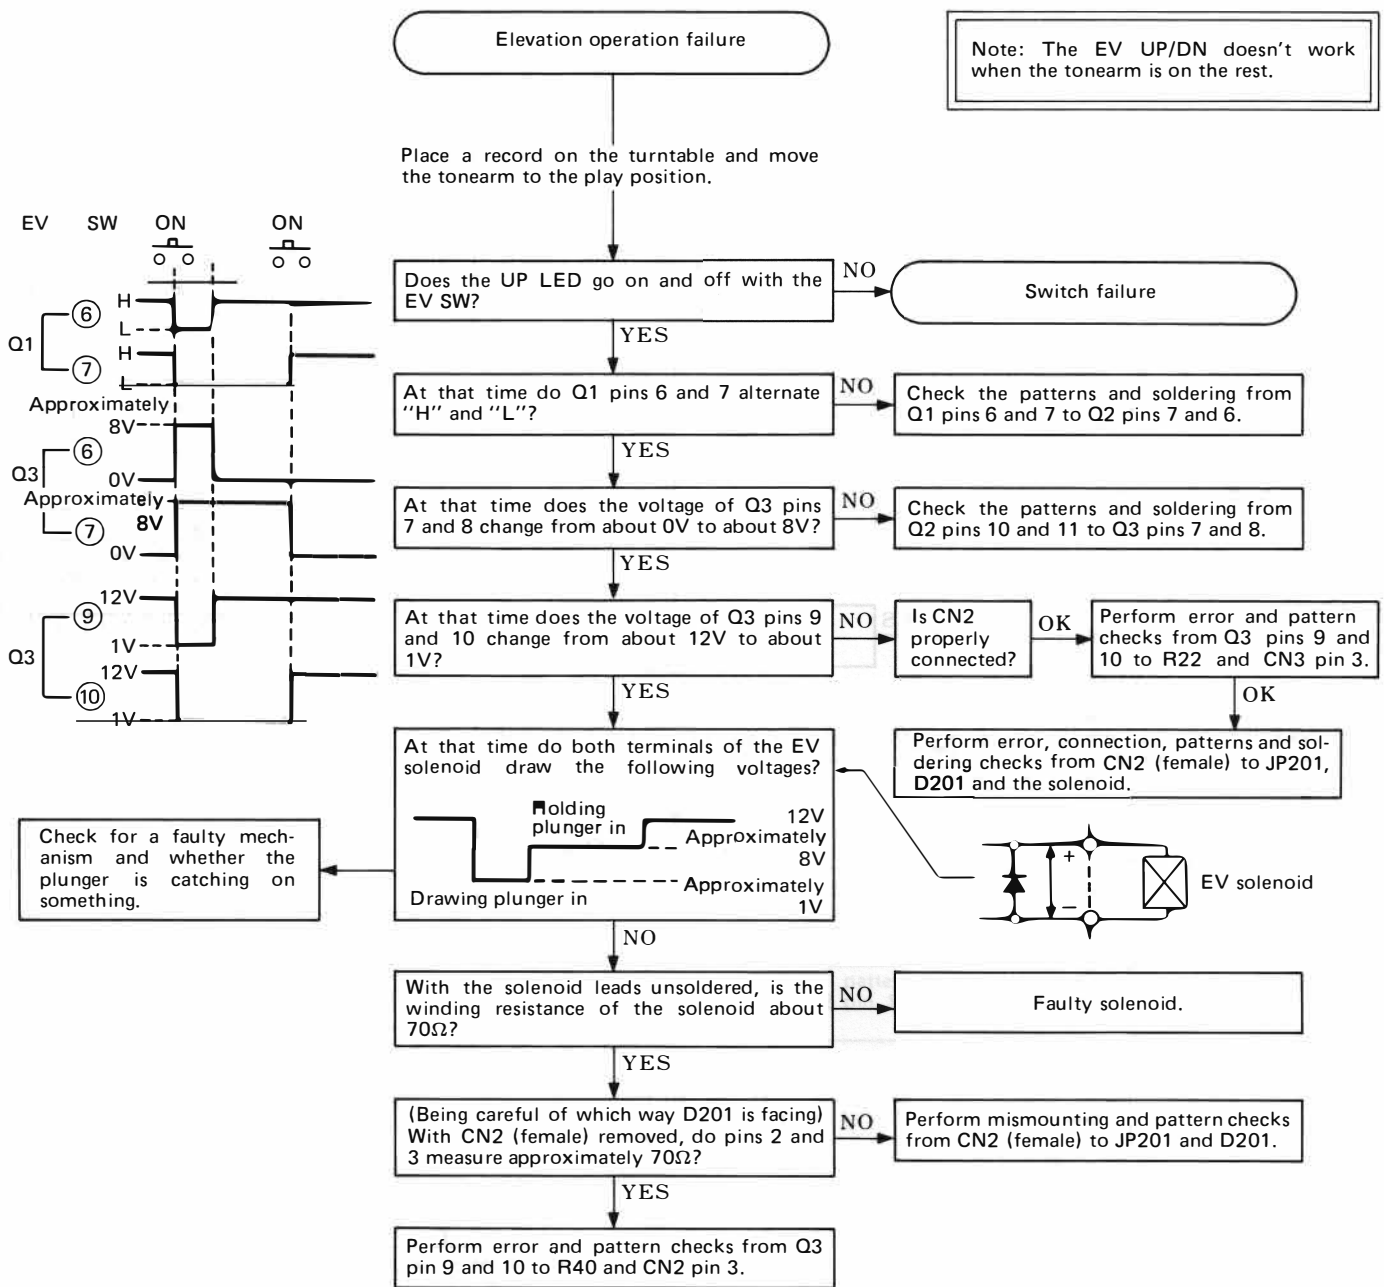 Elevation operation failure
Note: The EV UP/DN doesn't work
when the tonearm is on the rest.
Place a record on the turntable and move
the tonearm to the play position.
EV SW ON ON
Does the UP LED go on and off with the
EV SW?
NO
Switch failure
YES
Q1
6
H
L
7
H
L
At that time do Q1 pins 6 and 7 alternate
"H" and "L"?
NO
Check the patterns and soldering from
Q1 pins 6 and 7 to Q2 pins 7 and 6.
YES
Approximately
8V
Q3
6
0V
Approximately
8V
7
0V
At that time does the voltage of Q3 pins
7 and 8 change from about 0V to about 8V?
NO
Check the patterns and soldering from
Q2 pins 10 and 11 to Q3 pins 7 and 8.
YES
12V
9
1V
Q3
12V
10
1V
At that time does the voltage of Q3 pins 9
and 10 change from about 12V to about
1V?
NO
Is CN2
properly
connected?
OK
Perform error and pattern
checks from Q3 pins 9 and
10 to R22 and CN3 pin 3.
OK
Perform error, connection, patterns and sol-
dering checks from CN2 (female) to JP201,
D201 and the solenoid.
YES
At that time do both terminals of the EV
solenoid draw the following voltages?
Holding
plunger in
12V
Approximately
8V
Approximately
1V
Drawing plunger in
Check for a faulty mech-
anism and whether the
plunger is catching on
something.
+
−
EV solenoid
NO
With the solenoid leads unsoldered, is the
winding resistance of the solenoid about
70Ω?
NO
Faulty solenoid.
YES
(Being careful of which way D201 is facing)
With CN2 (female) removed, do pins 2 and
3 measure approximately 70Ω?
NO
Perform mismounting and pattern checks
from CN2 (female) to JP201 and D201.
YES
Perform error and pattern checks from Q3
pin 9 and 10 to R40 and CN2 pin 3.